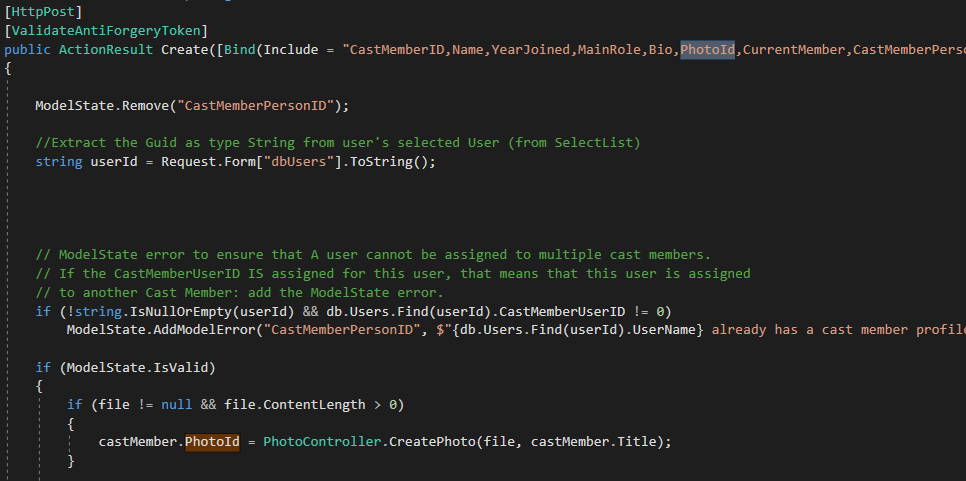 [HttpPost]
[ValidateAntiForgeryToken]
public ActionResult Create([Bind(Include = "CastMemberID,Name,YearJoined,MainRole,Bio,PhotoId,CurrentMember,CastMemberPerso
{
ModelState.Remove("CastMemberPersonID");
//Extract the Guid as type String from user's selected User (from SelectList)
string userId = Request.Form["dbUsers"].ToString();
// ModelState error to ensure that A user cannot be assigned to multiple cast members.
// If the CastMemberUserID IS assigned for this user, that means that this user is assigned
// to another Cast Member: add the ModelState error.
if (!string.IsNullOrEmpty(userId) && db.Users.Find(userId).CastMemberUserID != 0)
ModelState.AddModelError("CastMemberPersonID", $"{db.Users.Find(userId).UserName} already has a cast member profile
if (ModelState.IsValid)
{
if (file != null && file.ContentLength > 0)
{
castMember.PhotoId = PhotoController.CreatePhoto(file, castMember.Title);
}